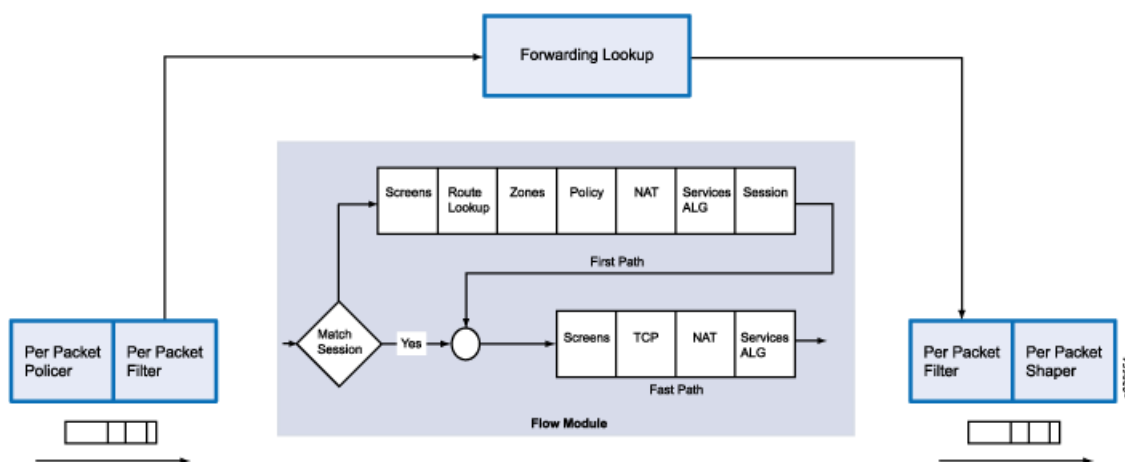 Forwarding Lookup
Screens
Route
Lookup
Zones
Policy
NAT
Services
ALG
Session
First Path
Match
Session
Yes
Screens
TCP
NAT
Services
ALG
Fast Path
Flow Module
Per Packet
Policer
Per Packet
Filter
Per Packet
Filter
Per Packet
Shaper